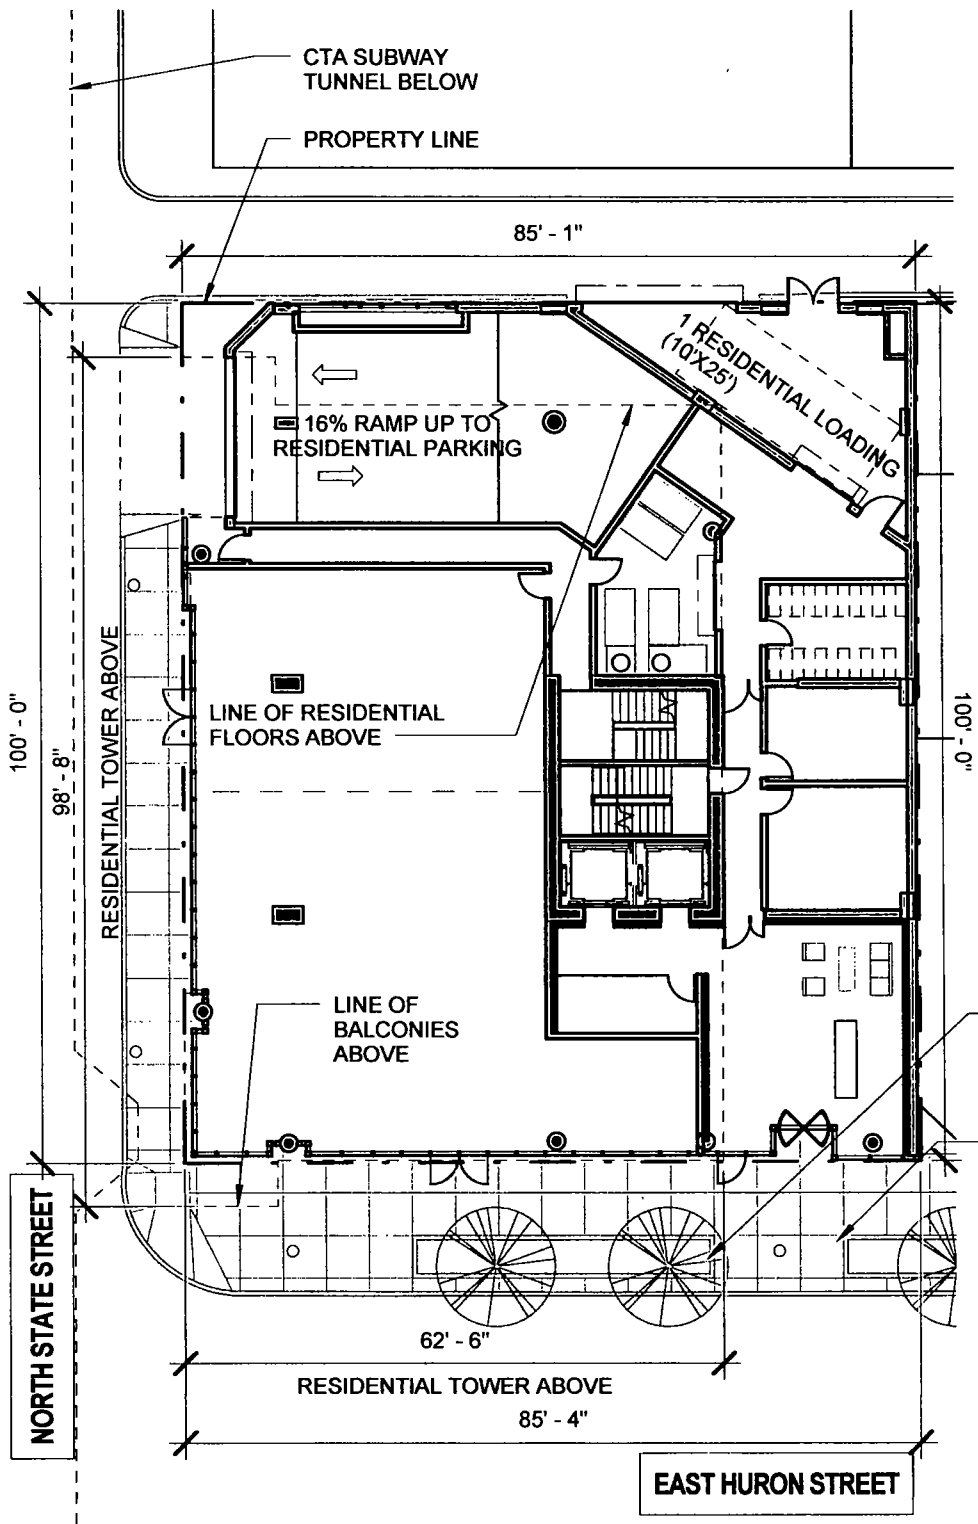 CTA SUBWAY
TUNNEL BELOW
PROPERTY LINE
85' - 1"
1 RESIDENTIAL LOADING
(10'X25')
16% RAMP UP TO
RESIDENTIAL PARKING
RESIDENTIAL TOWER ABOVE
LINE OF RESIDENTIAL
FLOORS ABOVE
100' - 0"
98' - 8"
100' - 0"
LINE OF
BALCONIES
ABOVE
NORTH STATE STREET
62' - 6"
RESIDENTIAL TOWER ABOVE
85' - 4"
EAST HURON STREET